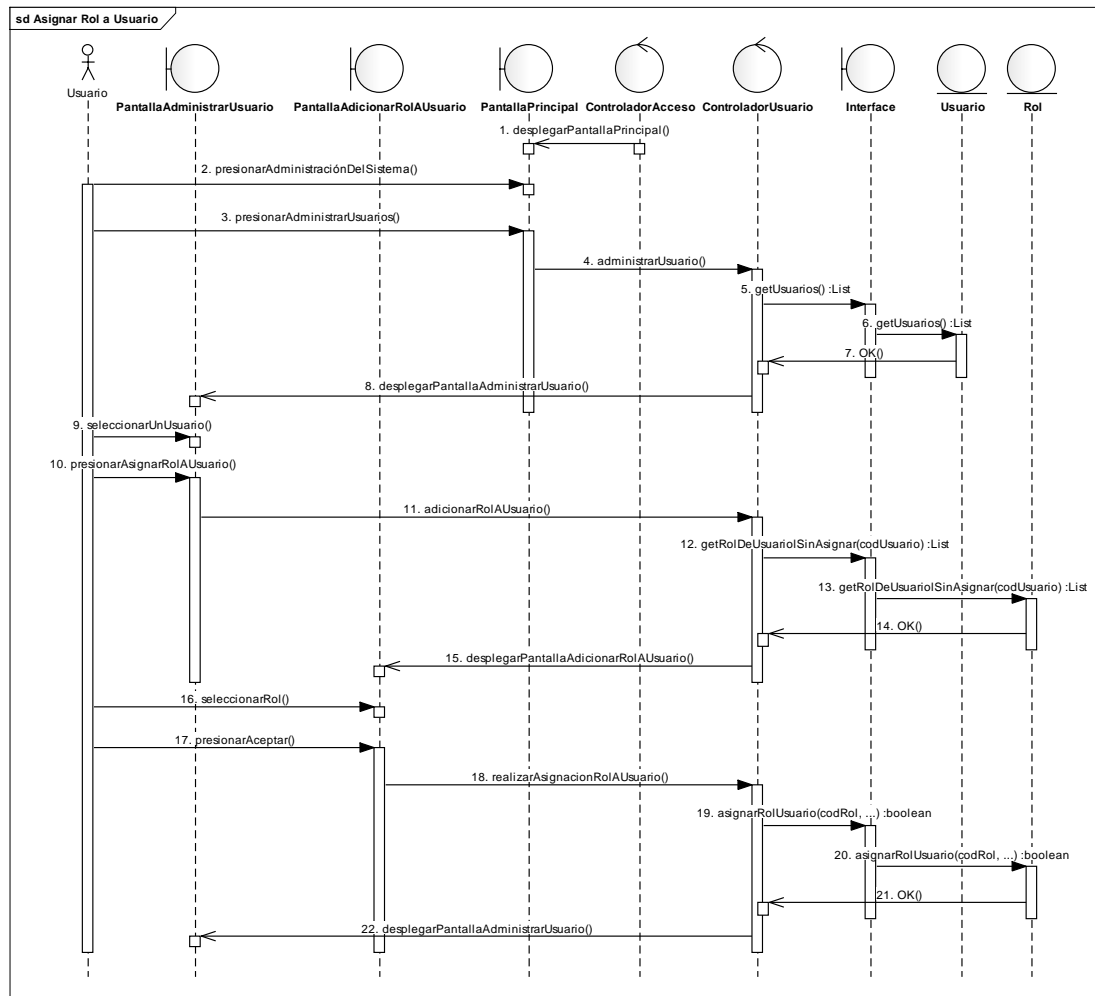 sd Asignar Rol a Usuario
Usuario
PantallaAdministrarUsuario
PantallaAdicionarRolAUsuario
PantallaPrincipal
ControladorAcceso
ControladorUsuario
Interface
Usuario
Rol
1. desplegarPantallaPrincipal()
2. presionarAdministraciónDelSistema()
3. presionarAdministrarUsuarios()
4. administrarUsuario()
5. getUsuarios() :List
6. getUsuarios() :List
7. OK()
8. desplegarPantallaAdministrarUsuario()
9. seleccionarUnUsuario()
10. presionarAsignarRolAUsuario()
11. adicionarRolAUsuario()
12. getRolDeUsuariolSinAsignar(codUsuario) :List
13. getRolDeUsuariolSinAsignar(codUsuario) :List
14. OK()
15. desplegarPantallaAdicionarRolAUsuario()
16. seleccionarRol()
17. presionarAceptar()
18. realizarAsignacionRolAUsuario()
19. asignarRolUsuario(codRol, ...) :boolean
20. asignarRolUsuario(codRol, ...) :boolean
21. OK()
22. desplegarPantallaAdministrarUsuario()